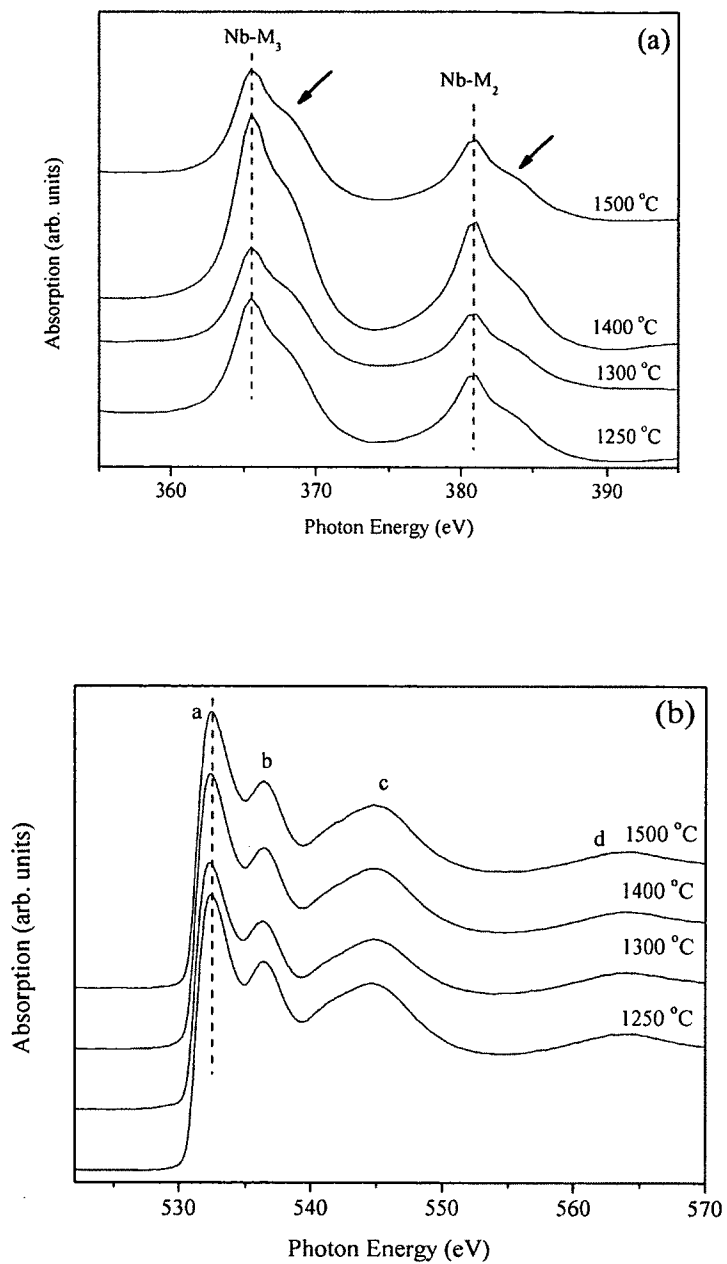 (a)
Nb-M₃
Nb-M₂
1500 °C
1400 °C
1300 °C
1250 °C
Absorption (arb. units)
360 370 380 390
Photon Energy (eV)
(b)
a
b
c
d
1500 °C
1400 °C
1300 °C
1250 °C
Absorption (arb. units)
530 540 550 560 570
Photon Energy (eV)